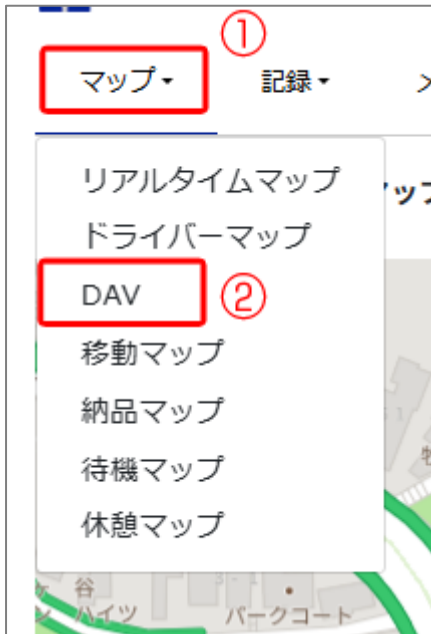 ①
マップ▾ 記録▾
リアルタイムマップ
ドライバーマップ
DAV ②
移動マップ
納品マップ
待機マップ
休憩マップ
谷
ハイツ
パークコート